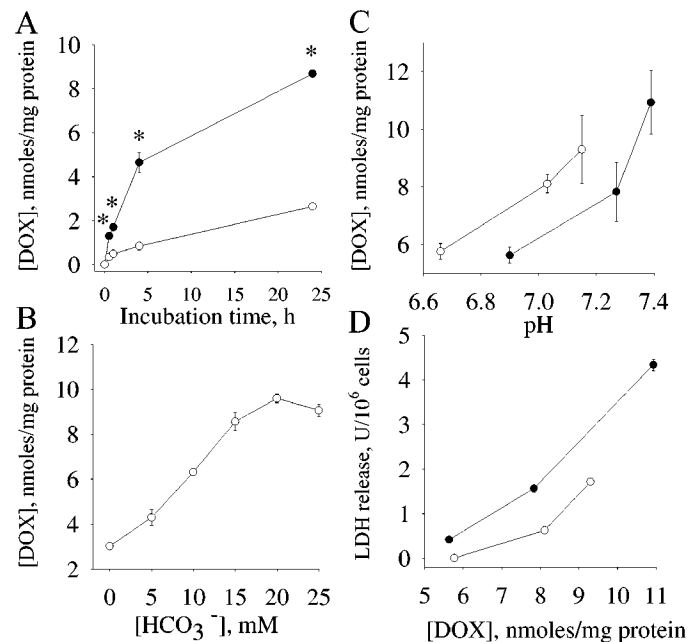 A
[DOX], nmoles/mg protein
10
8
6
4
2
0
* * * *
0 5 10 15 20 25
Incubation time, h
B
[DOX], nmoles/mg protein
12
10
8
6
4
2
0 5 10 15 20 25
[HCO₃⁻], mM
C
[DOX], nmoles/mg protein
12
10
8
6
6.6 6.8 7.0 7.2 7.4
pH
D
LDH release, U/10⁶ cells
5
4
3
2
1
0
5 6 7 8 9 10 11
[DOX], nmoles/mg protein